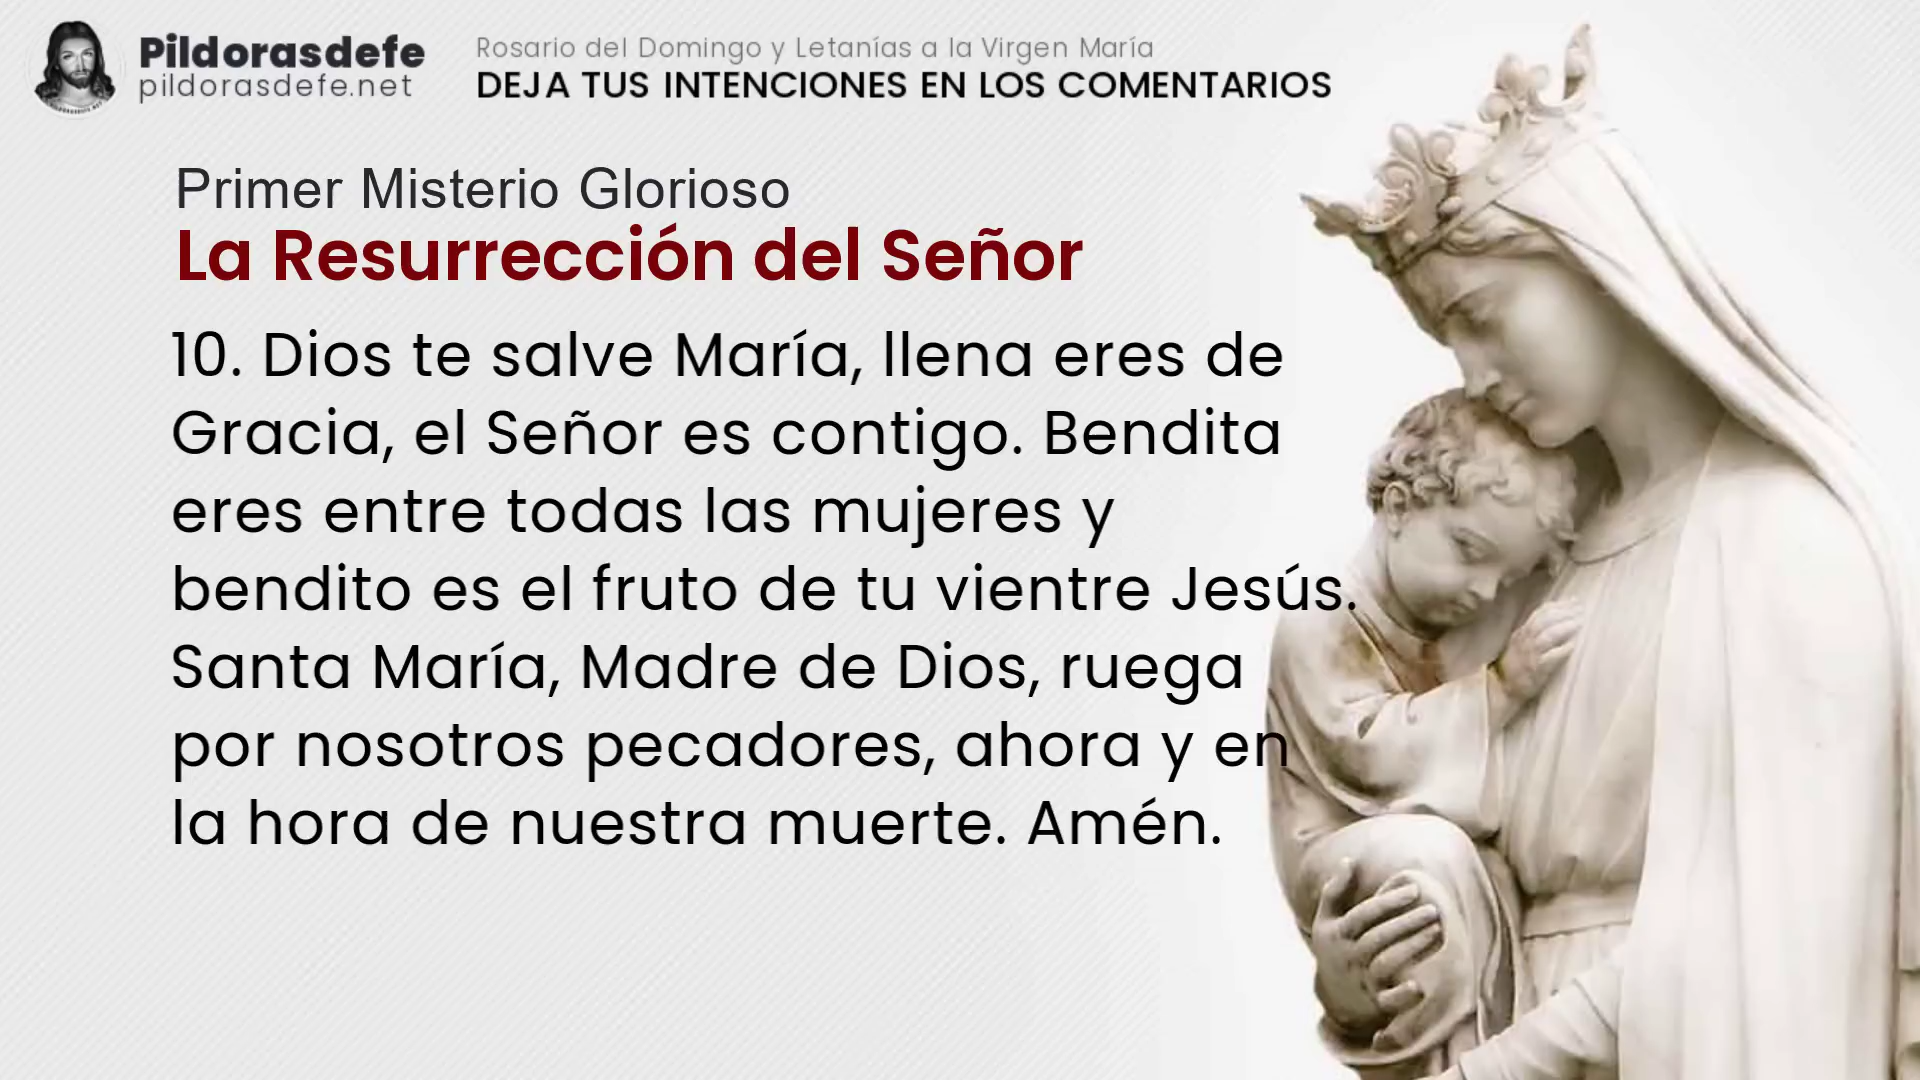 Pildorasdefe
pildorasdefe.net
Rosario del Domingo y Letanías a la Virgen María
DEJA TUS INTENCIONES EN LOS COMENTARIOS
Primer Misterio Glorioso
La Resurrección del Señor
10. Dios te salve María, llena eres de
Gracia, el Señor es contigo. Bendita
eres entre todas las mujeres y
bendito es el fruto de tu vientre Jesús.
Santa María, Madre de Dios, ruega
por nosotros pecadores, ahora y en
la hora de nuestra muerte. Amén.